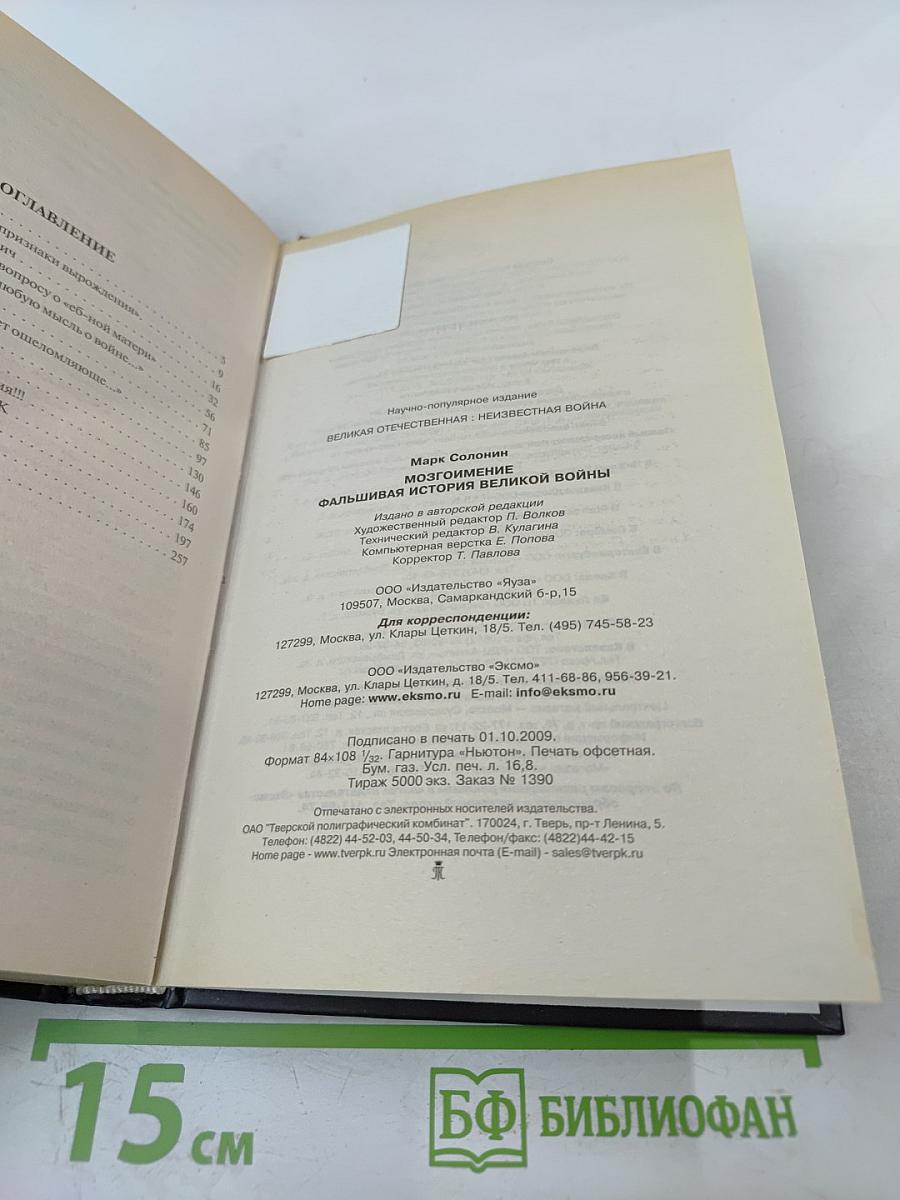 ОГЛАВЛЕНИЕ
признаки вырождения»
вопросу о «еб-ной матери»
любую мысль о войне...»
ошеломляюще...»
5
9
16
32
56
71
85
97
130
146
160
174
197
257
Научно-популярное издание
ВЕЛИКАЯ ОТЕЧЕСТВЕННАЯ : НЕИЗВЕСТНАЯ ВОЙНА
Марк Солонин
МОЗГОИМЕНИЕ
ФАЛЬШИВАЯ ИСТОРИЯ ВЕЛИКОЙ ВОЙНЫ
Издано в авторской редакции
Художественный редактор П. Волков
Технический редактор В. Кулагина
Компьютерная верстка Е. Попова
Корректор Т. Павлова
ООО «Издательство «Яуза»
109507, Москва, Самаркандский б-р,15
Для корреспонденции:
127299, Москва, ул. Клары Цеткин, 18/5. Тел. (495) 745-58-23
ООО «Издательство «Эксмо»
127299, Москва, ул. Клары Цеткин, д. 18/5. Тел. 411-68-86, 956-39-21.
Home page: www.eksmo.ru E-mail: info@eksmo.ru
Подписано в печать 01.10.2009.
Формат 84×108 1/32. Гарнитура «Ньютон». Печать офсетная.
Бум. газ. Усл. печ. л. 16,8.
Тираж 5000 экз. Заказ № 1390
Отпечатано с электронных носителей издательства.
ОАО "Тверской полиграфический комбинат". 170024, г. Тверь, пр-т Ленина, 5.
Телефон: (4822) 44-52-03, 44-50-34, Телефон/факс: (4822)44-42-15
Home page - www.tverpk.ru Электронная почта (E-mail) - sales@tverpk.ru
15 см
БФ БИБЛИОФАН